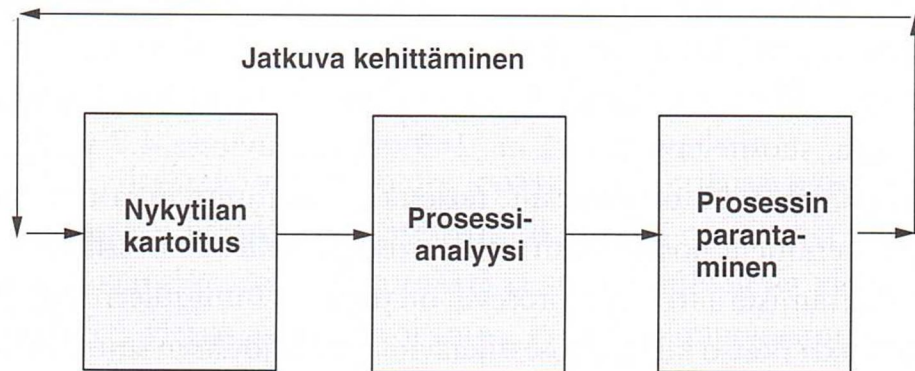 Jatkuva kehittäminen
Nykytilan
kartoitus
Prosessi-
analyysi
Prosessin
paranta-
minen